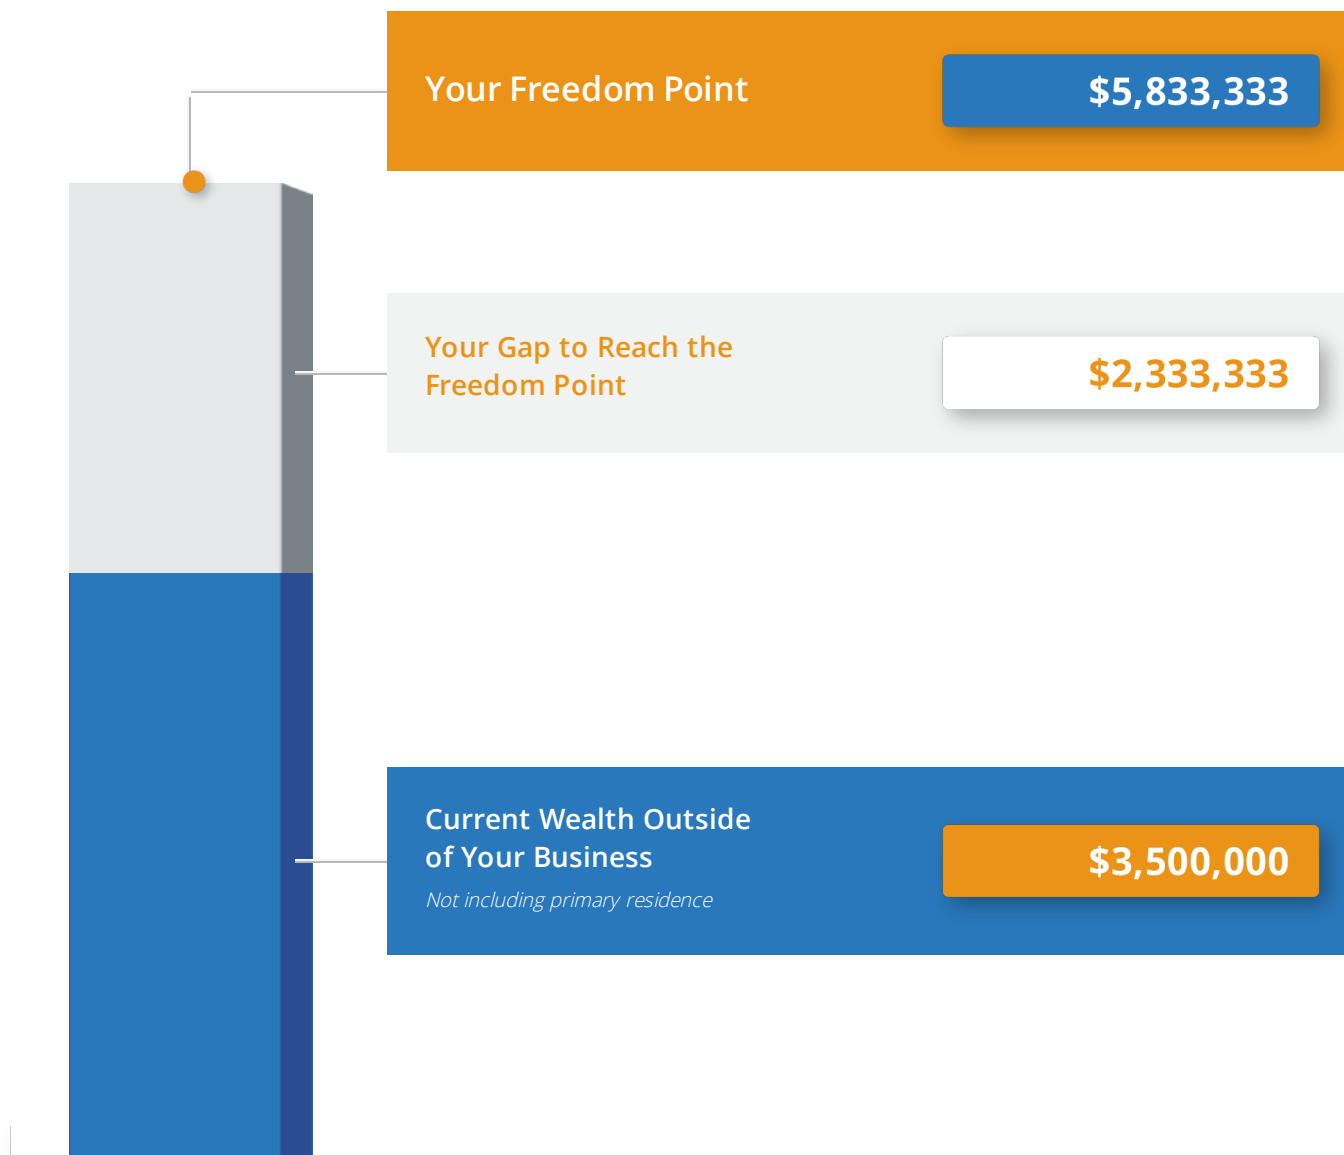 Your Freedom Point
$5,833,333
Your Gap to Reach the
Freedom Point
$2,333,333
Current Wealth Outside
of Your Business
Not including primary residence
$3,500,000